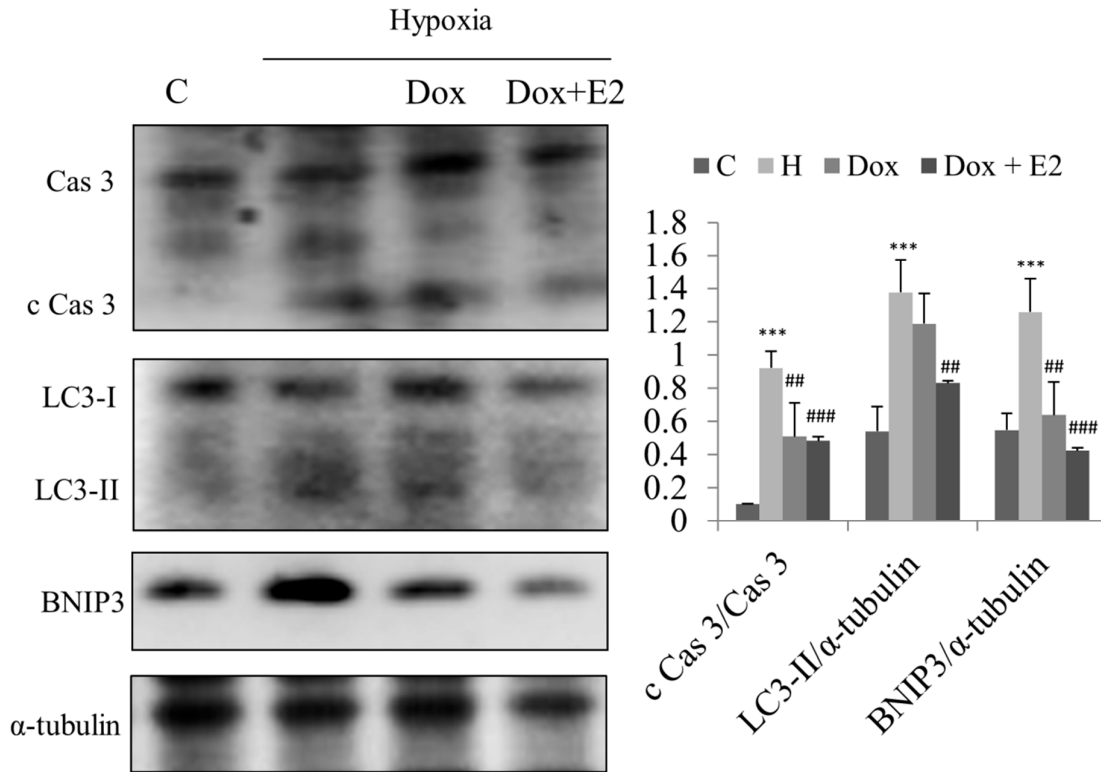 Hypoxia
C Dox Dox+E2
Cas 3
c Cas 3
LC3-I
LC3-II
BNIP3
α-tubulin
C H Dox Dox + E2
1.8
1.6
1.4
1.2
1
0.8
0.6
0.4
0.2
0
*** ## ###
*** ##
*** ## ###
c Cas 3/Cas 3
LC3-II/α-tubulin
BNIP3/α-tubulin